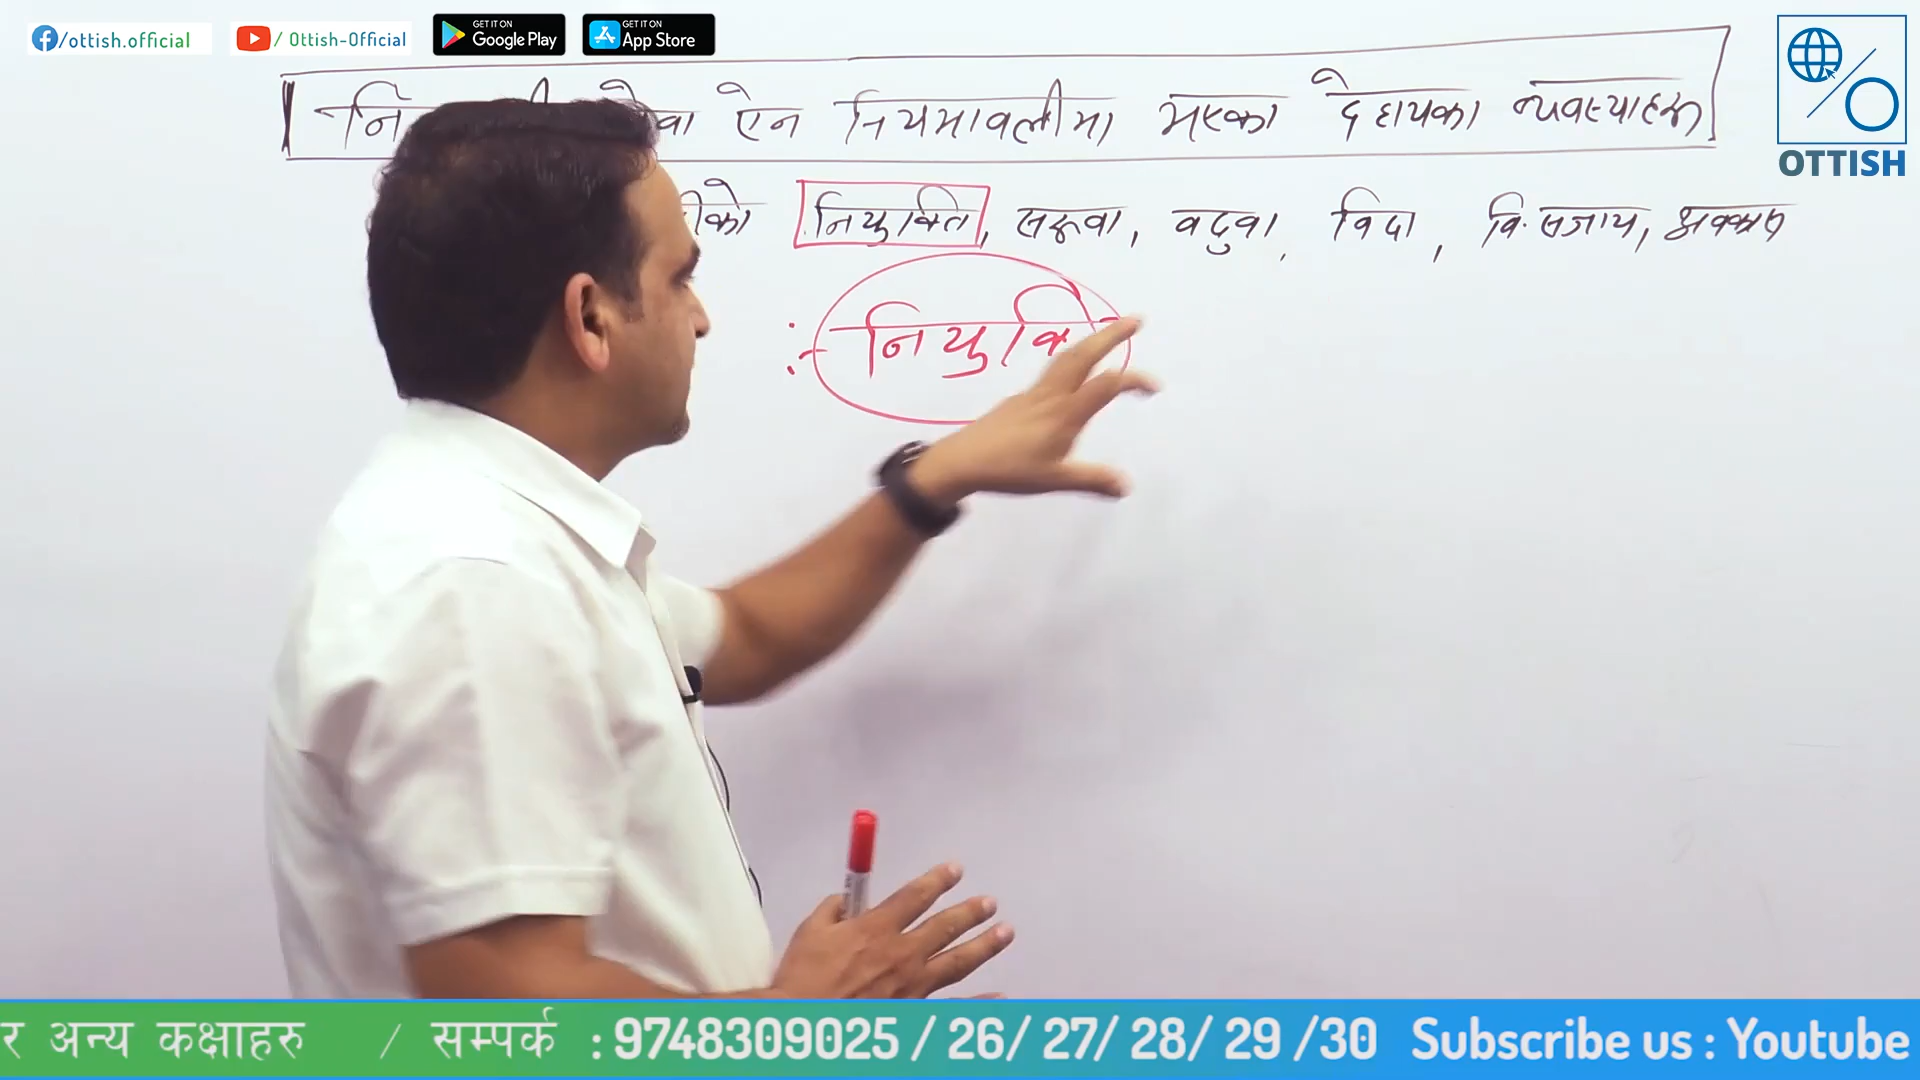 /ottish.official / Ottish-Official GET IT ON Google Play GET IT ON App Store
नि ऐन नियमावलीमा भएका देहायका व्यवस्थाहरू
OTTISH
नियुक्ति, सरूवा, बढुवा, विदा, वि. सजाय, अवकाश
:- नियुक्ति
र अन्य कक्षाहरु / सम्पर्क : 9748309025 / 26/ 27/ 28/ 29 /30 Subscribe us : Youtube